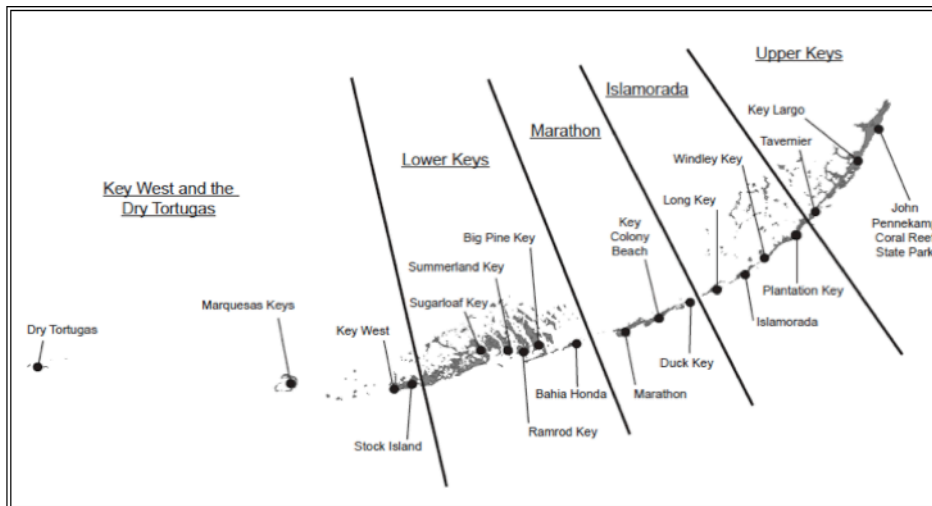 Upper Keys
Islamorada
Key Largo
Marathon
Tavernier
Lower Keys
Windley Key
Key West and the
Dry Tortugas
Long Key
Key
Colony
Beach
John
Pennekamp
Coral Reef
State Park
Big Pine Key
Summerland Key
Sugarloaf Key
Marquesas Keys
Plantation Key
Dry Tortugas
Key West
Islamorada
Duck Key
Bahia Honda
Marathon
Ramrod Key
Stock Island